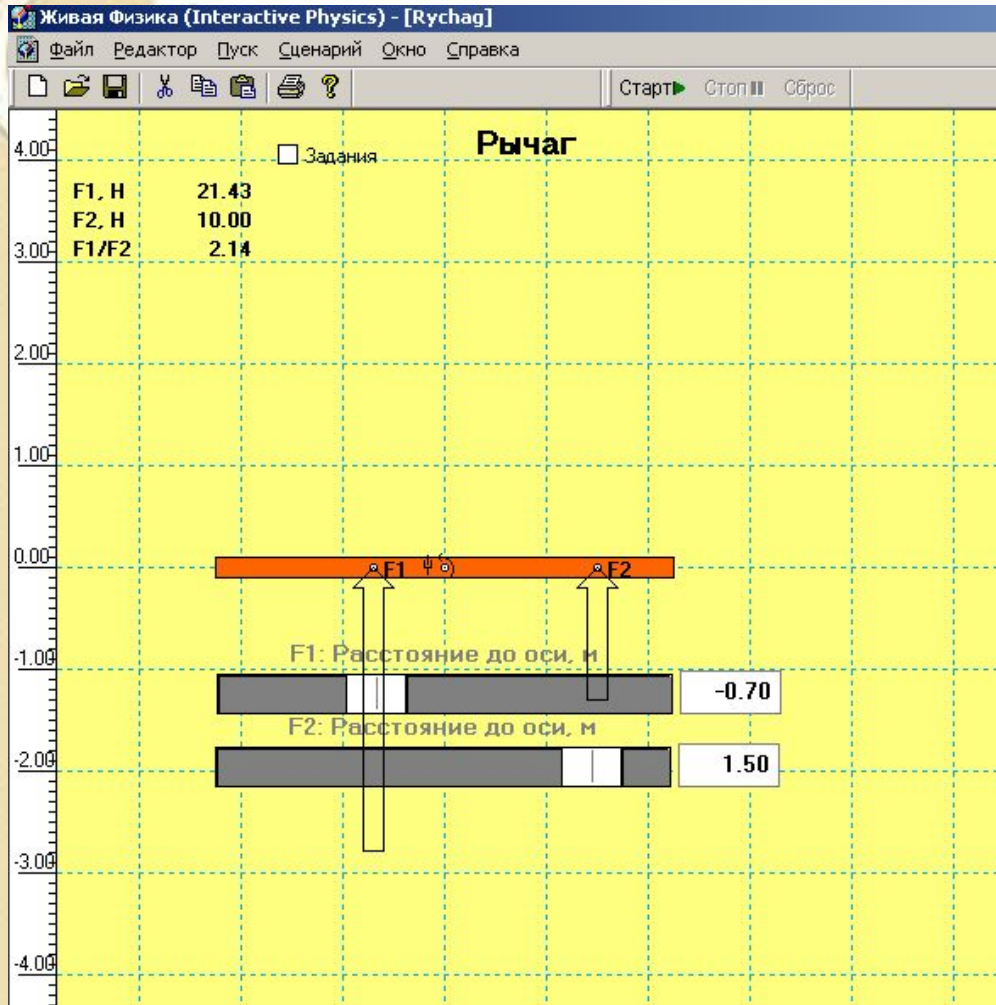 Живая Физика (Interactive Physics) - [Rychag]
Файл Редактор Пуск Сценарий Окно Справка
Старт Стоп Сброс
Рычаг
Задания
F1, Н 21.43
F2, Н 10.00
F1/F2 2.14
4.00
3.00
2.00
1.00
0.00
-1.00
-2.00
-3.00
-4.00
F1 F2
F1: Расстояние до оси, м
-0.70
F2: Расстояние до оси, м
1.50